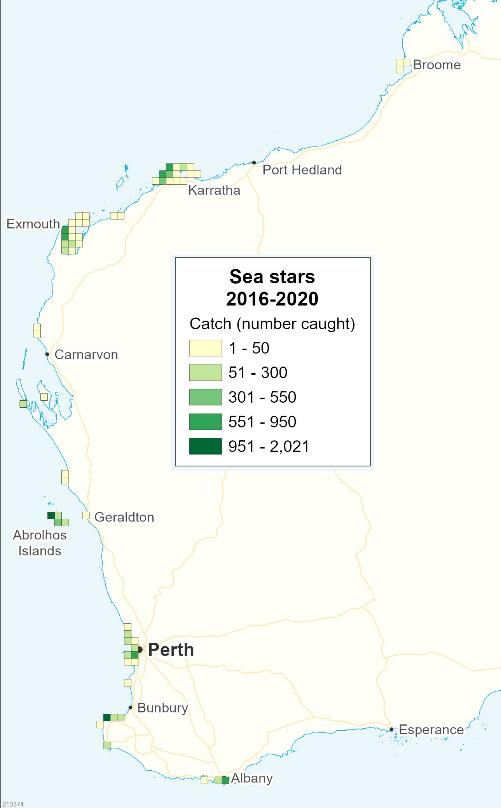 Broome
Port Hedland
Karratha
Exmouth
Sea stars
2016-2020
Catch (number caught)
1 - 50
51 - 300
301 - 550
551 - 950
951 - 2,021
Carnarvon
Geraldton
Abrolhos
Islands
Perth
Bunbury
Esperance
Albany
210374